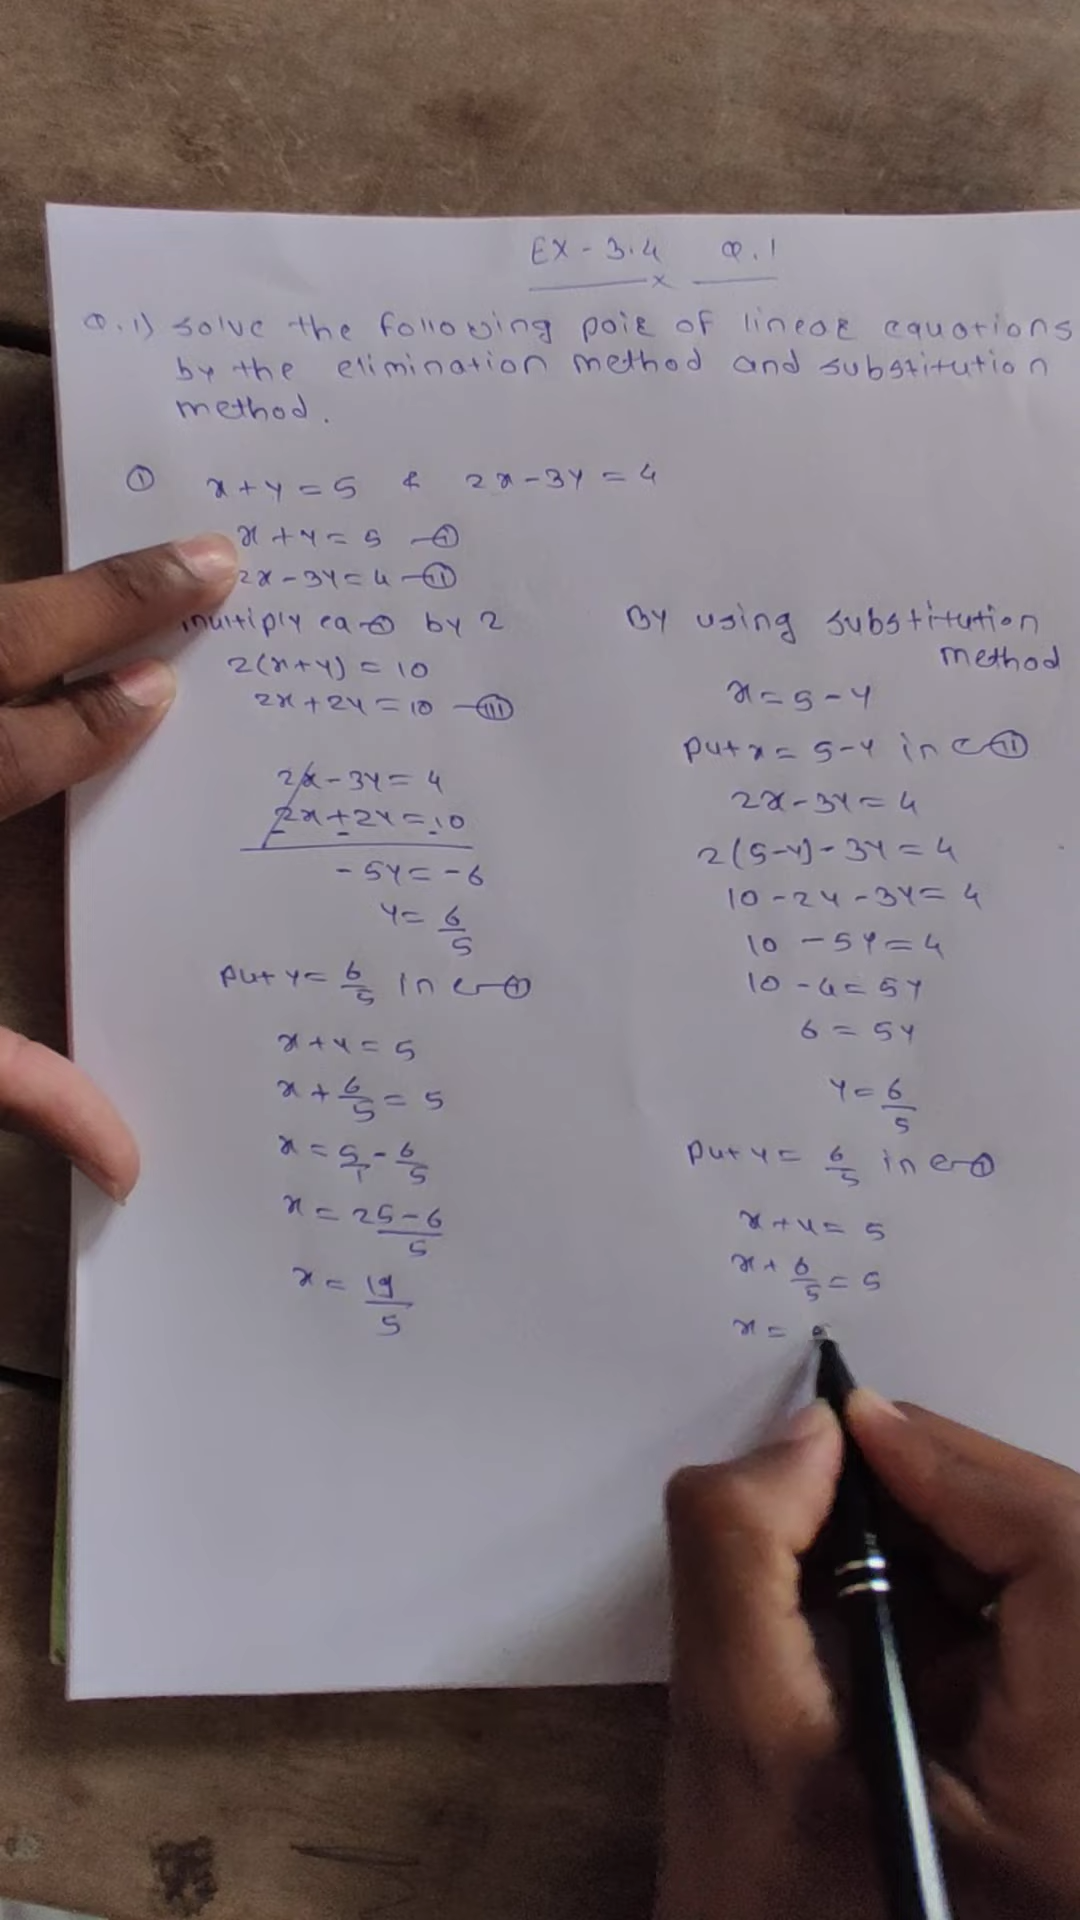 EX - 3.4 Q.1
x
Q.1) Solve the following pair of linear equations
by the elimination method and substitution
method.
① x+y=5 & 2x-3y=4
x+y=5 —①
2x-3y=4 —⑪
multiply by 2
2(x+y)=10
2x+2y=10 —⑪⑪
2x-3y=4
2x+2y=10
- - -
-5y=-6
y=6/5
Put y=6/5 in ①
x+y=5
x+6/5=5
x=5/1-6/5
x=25-6/5
x=19/5
By using substitution
method
x=5-y
Put x=5-y in ⑪
2x-3y=4
2(5-y)-3y=4
10-2y-3y=4
10-5y=4
10-4=5y
6=5y
y=6/5
Put y=6/5 in ①
x+y=5
x+6/5=5
x=